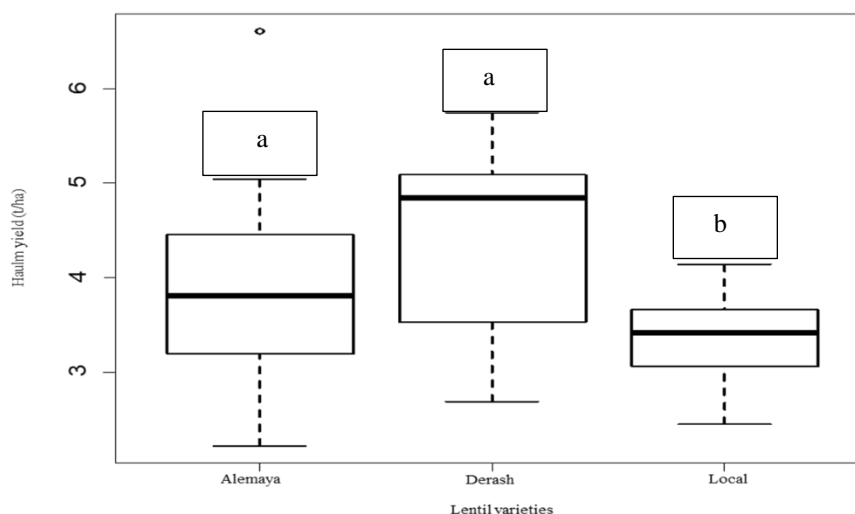 6
5
4
3
Haulm yield (t/ha)
a
a
b
Alemaya
Derash
Local
Lentil varieties